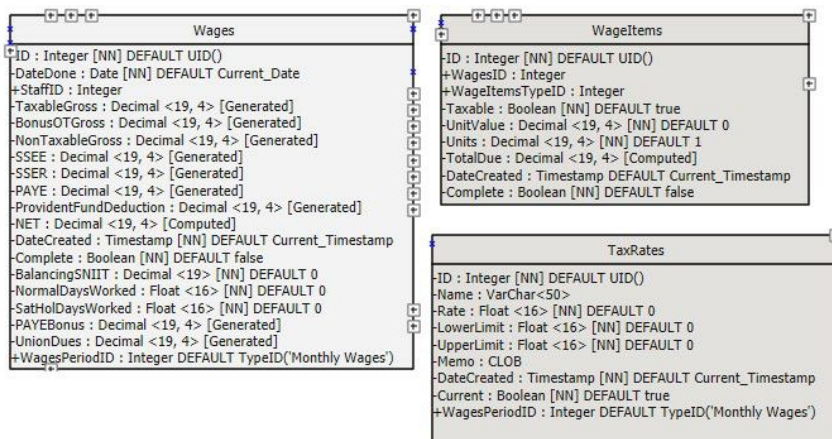 Wages
-ID : Integer [NN] DEFAULT UID()
-DateDone : Date [NN] DEFAULT Current_Date
+StaffID : Integer
-TaxableGross : Decimal <19, 4> [Generated]
-BonusOTGross : Decimal <19, 4> [Generated]
-NonTaxableGross : Decimal <19, 4> [Generated]
-SSEE : Decimal <19, 4> [Generated]
-SSER : Decimal <19, 4> [Generated]
-PAYE : Decimal <19, 4> [Generated]
-ProvidentFundDeduction : Decimal <19, 4> [Generated]
-NET : Decimal <19, 4> [Computed]
-DateCreated : Timestamp [NN] DEFAULT Current_Timestamp
-Complete : Boolean [NN] DEFAULT false
-BalancingSNIIT : Decimal <19> [NN] DEFAULT 0
-NormalDaysWorked : Float <16> [NN] DEFAULT 0
-SatHolDaysWorked : Float <16> [NN] DEFAULT 0
-PAYEBonus : Decimal <19, 4> [Generated]
-UnionDues : Decimal <19, 4> [Generated]
+WagesPeriodID : Integer DEFAULT TypeID('Monthly Wages')
WageItems
-ID : Integer [NN] DEFAULT UID()
+WagesID : Integer
+WageItemsTypeID : Integer
-Taxable : Boolean [NN] DEFAULT true
-UnitValue : Decimal <19, 4> [NN] DEFAULT 0
-Units : Decimal <19, 4> [NN] DEFAULT 1
-TotalDue : Decimal <19, 4> [Computed]
-DateCreated : Timestamp DEFAULT Current_Timestamp
-Complete : Boolean [NN] DEFAULT false
TaxRates
-ID : Integer [NN] DEFAULT UID()
-Name : VarChar<50>
-Rate : Float <16> [NN] DEFAULT 0
-LowerLimit : Float <16> [NN] DEFAULT 0
-UpperLimit : Float <16> [NN] DEFAULT 0
-Memo : CLOB
-DateCreated : Timestamp [NN] DEFAULT Current_Timestamp
-Current : Boolean [NN] DEFAULT true
+WagesPeriodID : Integer DEFAULT TypeID('Monthly Wages')